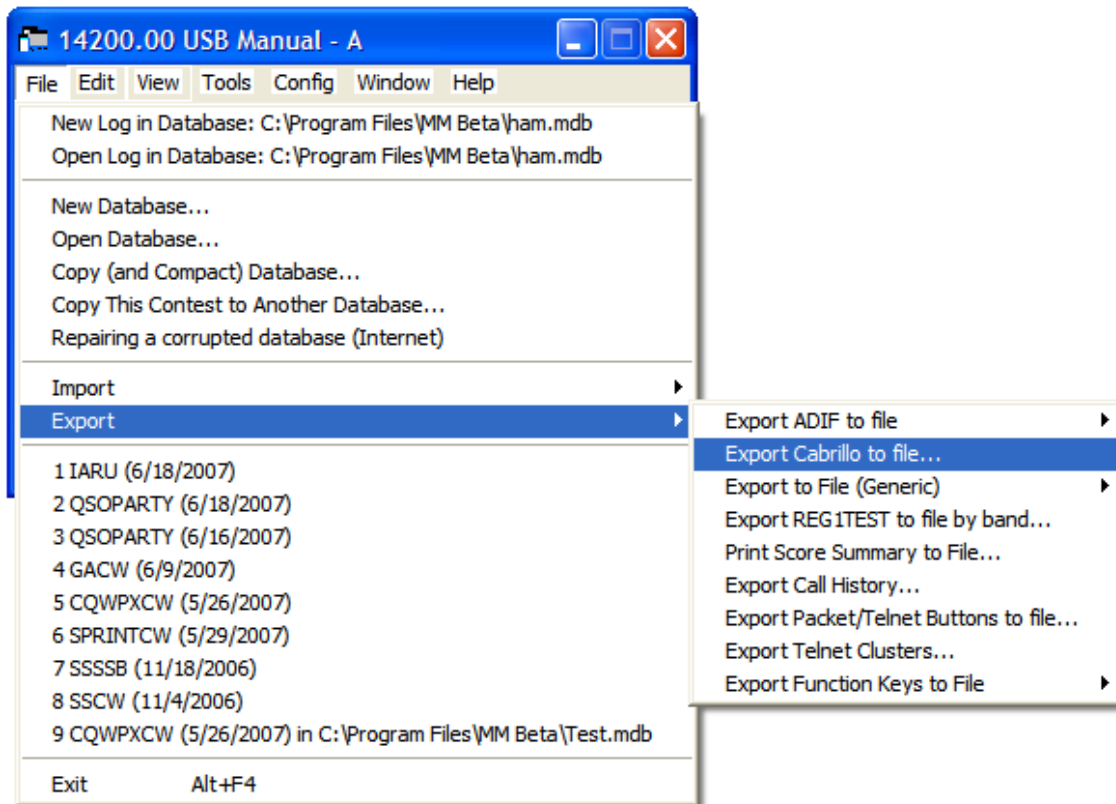 14200.00 USB Manual - A
File Edit View Tools Config Window Help
New Log in Database: C:\Program Files\MM Beta\ham.mdb
Open Log in Database: C:\Program Files\MM Beta\ham.mdb
New Database...
Open Database...
Copy (and Compact) Database...
Copy This Contest to Another Database...
Repairing a corrupted database (Internet)
Import
Export
1 IARU (6/18/2007)
2 QSOPARTY (6/18/2007)
3 QSOPARTY (6/16/2007)
4 GACW (6/9/2007)
5 CQWPXCW (5/26/2007)
6 SPRINTCW (5/29/2007)
7 SSSSB (11/18/2006)
8 SSCW (11/4/2006)
9 CQWPXCW (5/26/2007) in C:\Program Files\MM Beta\Test.mdb
Exit Alt+F4
Export ADIF to file
Export Cabrillo to file...
Export to File (Generic)
Export REG1TEST to file by band...
Print Score Summary to File...
Export Call History...
Export Packet/Telnet Buttons to file...
Export Telnet Clusters...
Export Function Keys to File